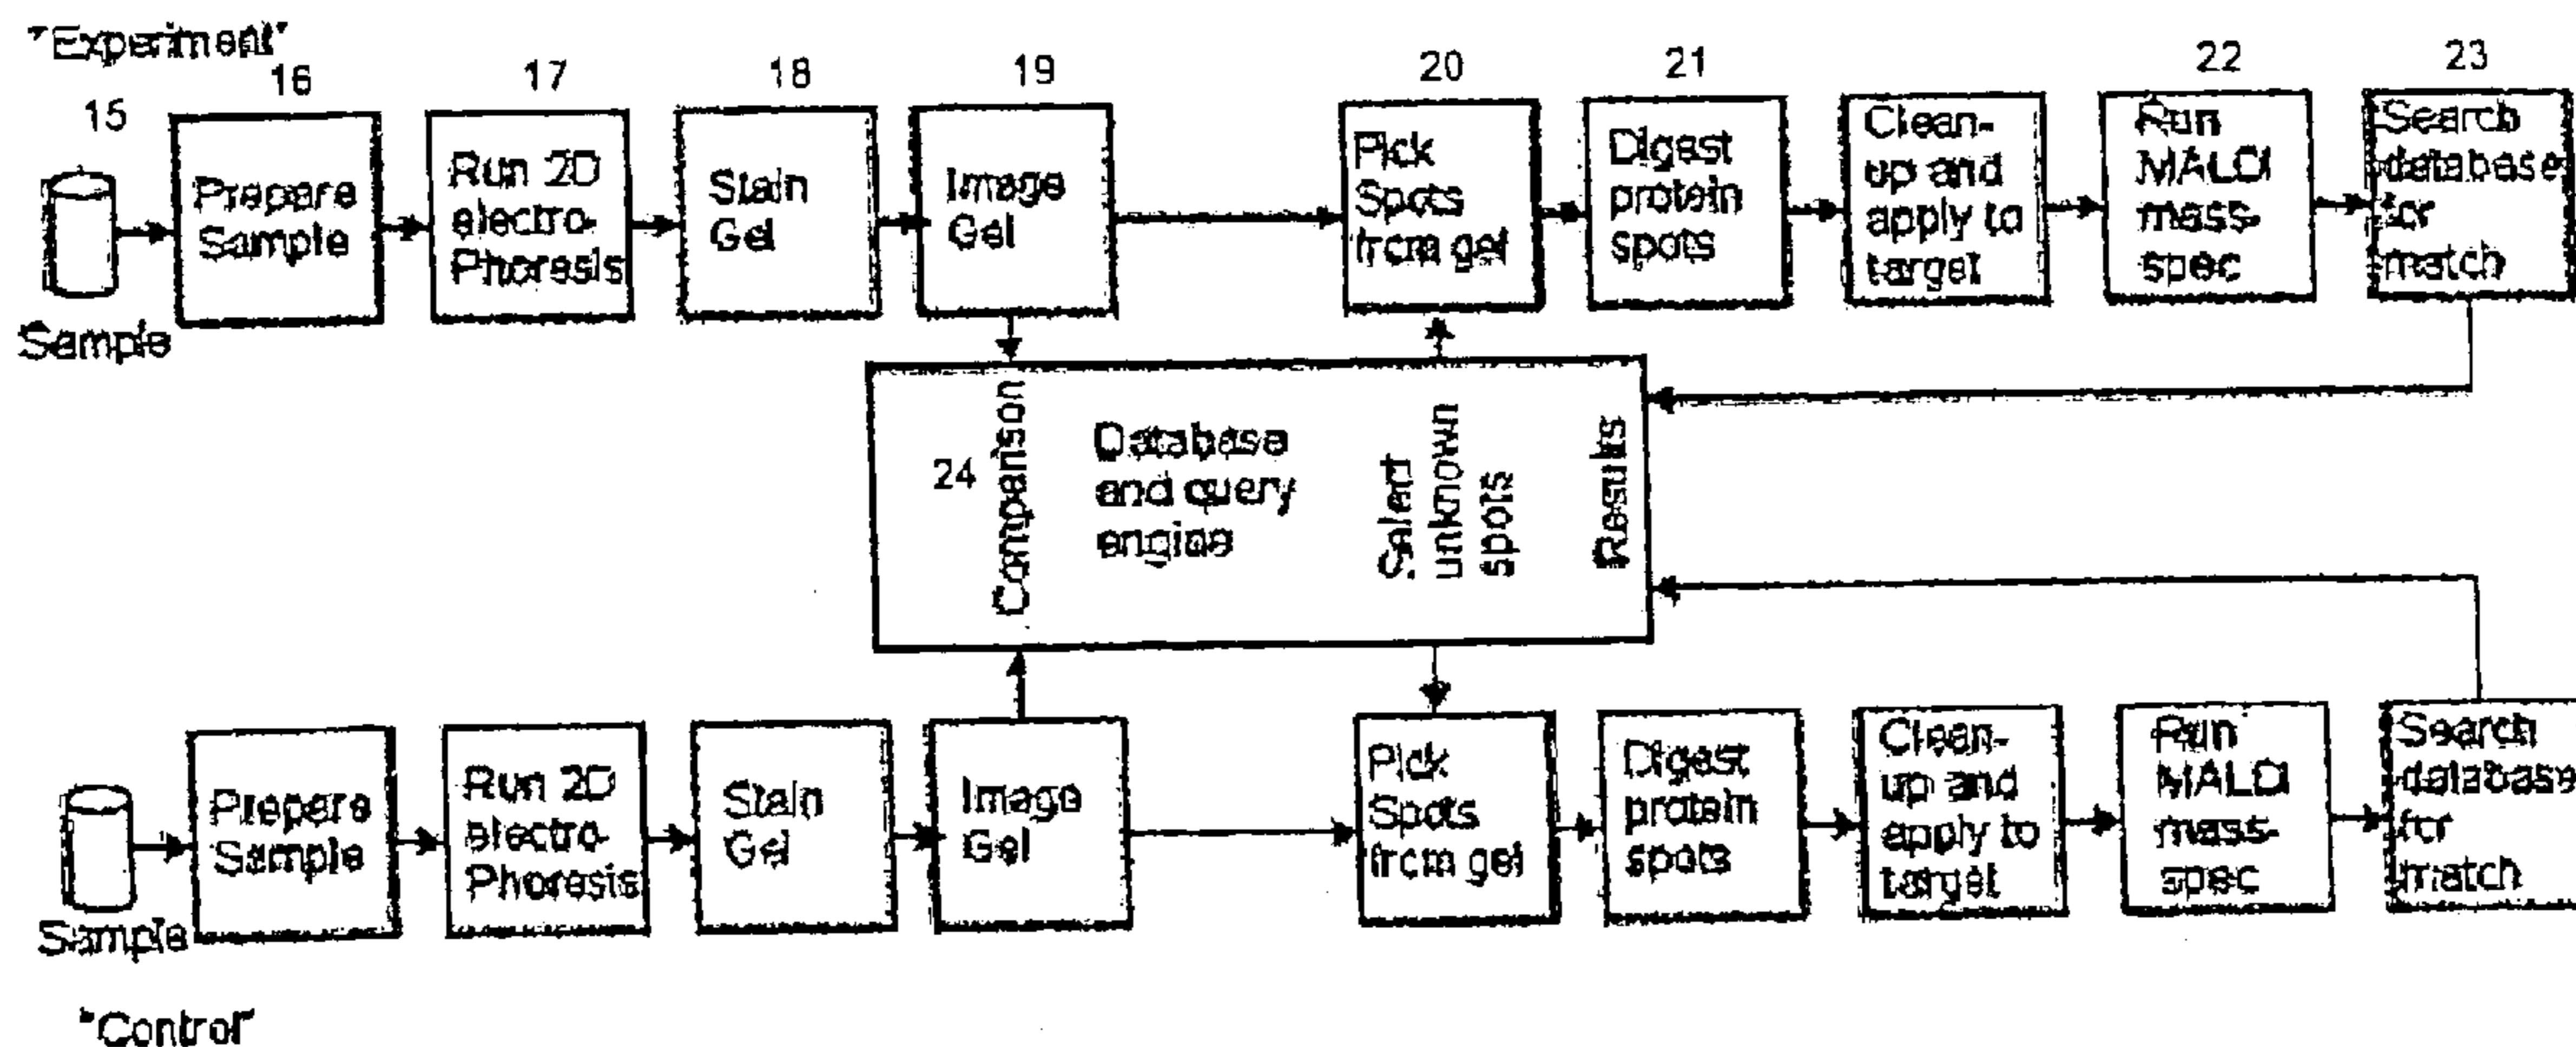 "Experiment"
15
16
17
18
19
20
21
22
23
Sample
Prepare
Sample
Run 2D
electro-
Phoresis
Stain
Gel
Image
Gel
Pick
Spots
from gel
Digest
protein
spots
Clean-
up and
apply to
target
Run
MALDI
mass-
spec
Search
database
for
match
24
Comparison
Database
and query
engine
Select
unknown
spots
Results
Sample
Prepare
Sample
Run 2D
electro-
Phoresis
Stain
Gel
Image
Gel
Pick
Spots
from gel
Digest
protein
spots
Clean-
up and
apply to
target
Run
MALDI
mass-
spec
Search
database
for
match
"Control"